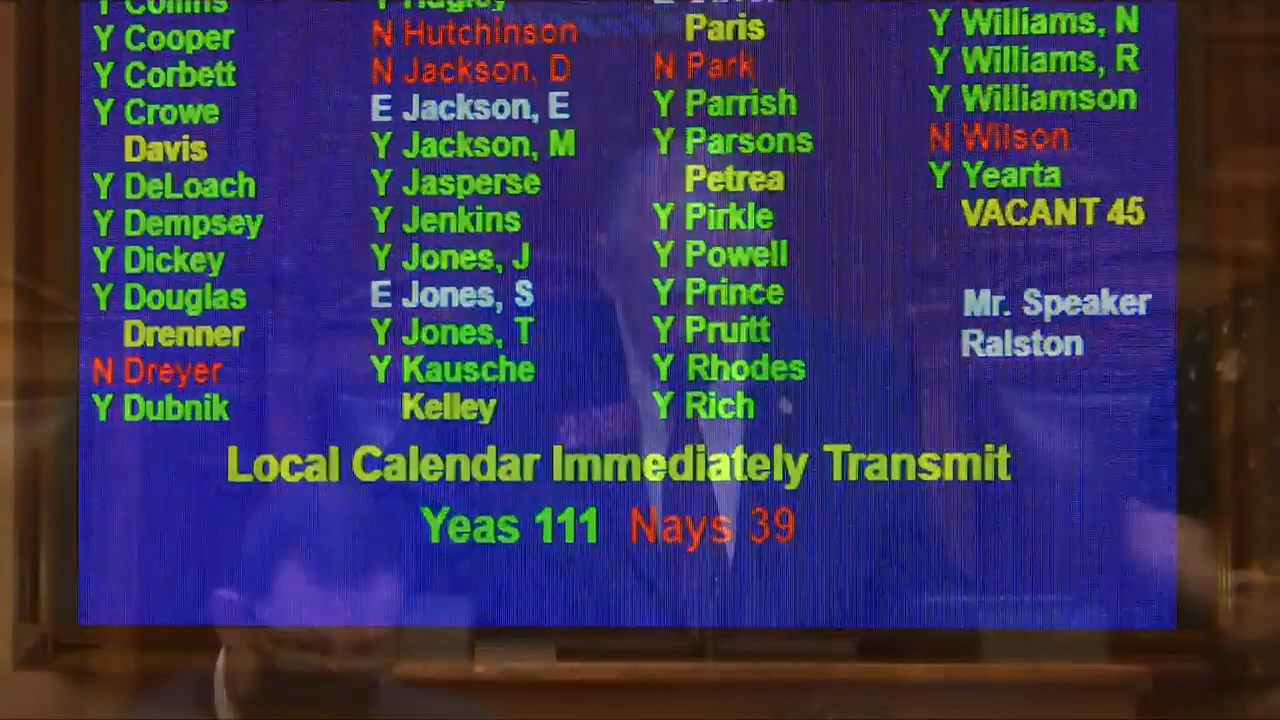 Y Collins
Y Cooper
Y Corbett
Y Crowe
Davis
Y DeLoach
Y Dempsey
Y Dickey
Y Douglas
Drenner
N Dreyer
Y Dubnik
Y Hugley
N Hutchinson
N Jackson, D
E Jackson, E
Y Jackson, M
Y Jasperse
Y Jenkins
Y Jones, J
E Jones, S
Y Jones, T
Y Kausche
Kelley
Paris
N Park
Y Parrish
Y Parsons
Petrea
Y Pirkle
Y Powell
Y Prince
Y Pruitt
Y Rhodes
Y Rich
Y Williams, N
Y Williams, R
Y Williamson
N Wilson
Y Yearta
VACANT 45
Mr. Speaker
Ralston
Local Calendar Immediately Transmit
Yeas 111 Nays 39